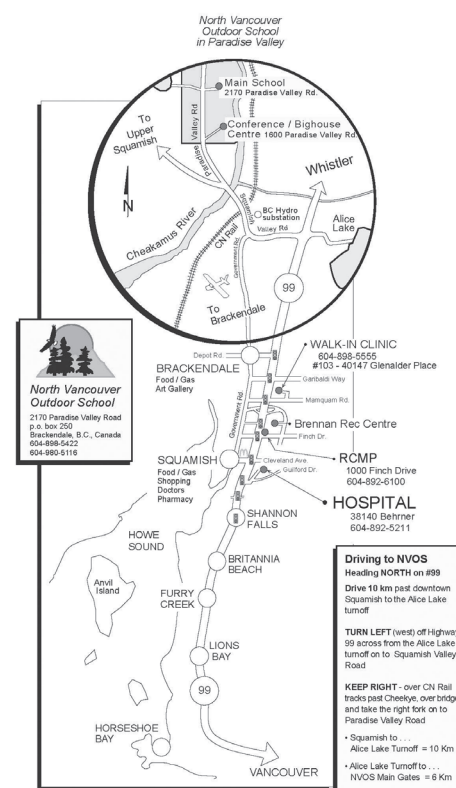 North Vancouver
Outdoor School
in Paradise Valley
Main School
2170 Paradise Valley Rd.
Conference / Bighouse
Centre 1600 Paradise Valley Rd.
To
Upper
Squamish
Paradise
Valley Rd
Whistler
N
Squamish
Valley Rd
BC Hydro
substation
Alice
Lake
Cheakamus River
CN Rail
Government Rd.
99
To
Brackendale
North Vancouver
Outdoor School
2170 Paradise Valley Road
p.o. box 250
Brackendale, B.C., Canada
604-898-5422
604-980-5116
Depot Rd.
BRACKENDALE
Food / Gas
Art Gallery
WALK-IN CLINIC
604-898-5555
#103 - 40147 Glenalder Place
Garibaldi Way
Mamquam Rd.
Government Rd.
Brennan Rec Centre
Finch Dr.
RCMP
1000 Finch Drive
604-892-6100
SQUAMISH
Food / Gas
Shopping
Doctors
Pharmacy
Cleveland Ave.
Guilford Dr.
HOSPITAL
38140 Behrner
604-892-5211
SHANNON
FALLS
HOWE
SOUND
BRITANNIA
BEACH
Anvil
Island
FURRY
CREEK
LIONS
BAY
99
HORSESHOE
BAY
VANCOUVER
Driving to NVOS
Heading NORTH on #99
Drive 10 km past downtown
Squamish to the Alice Lake
turnoff
TURN LEFT (west) off Highway
99 across from the Alice Lake
turnoff on to Squamish Valley
Road
KEEP RIGHT - over CN Rail
tracks past Cheekye, over bridge
and take the right fork on to
Paradise Valley Road
• Squamish to . . .
Alice Lake Turnoff = 10 Km
• Alice Lake Turnoff to . . .
NVOS Main Gates = 6 Km